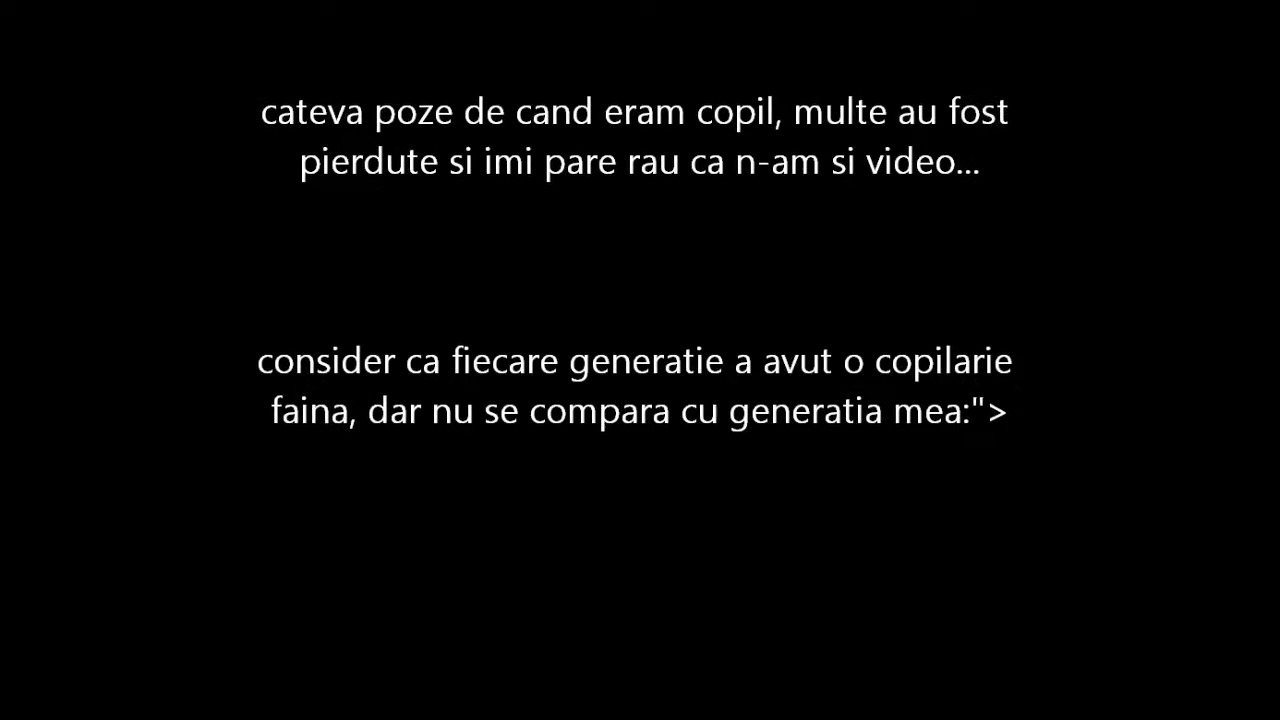 cateva poze de cand eram copil, multe au fost
pierdute si imi pare rau ca n-am si video...
consider ca fiecare generatie a avut o copilarie
faina, dar nu se compara cu generatia mea:">